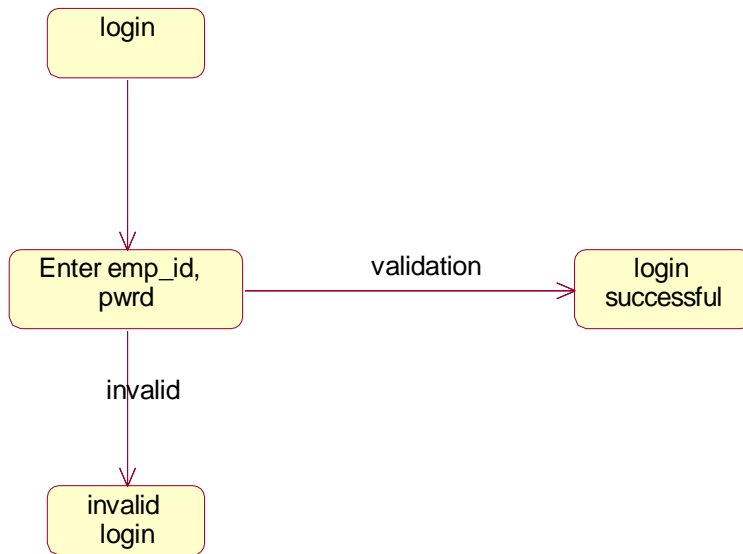 login
Enter emp_id,
pwrd
validation
login
successful
invalid
invalid
login